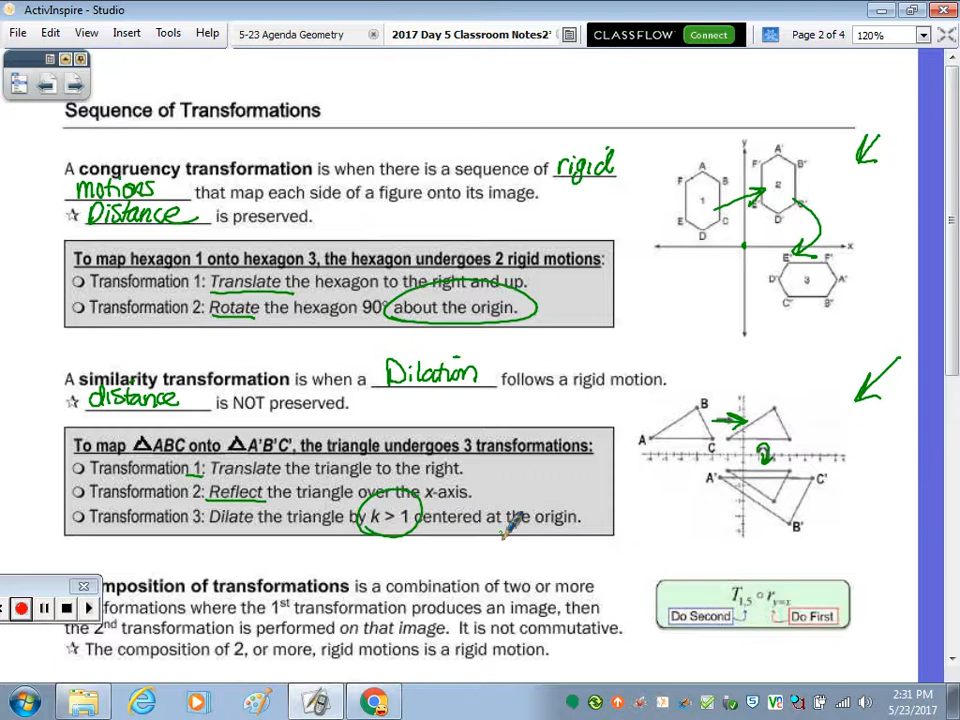 ActivInspire - Studio
File Edit View Insert Tools Help 5-23 Agenda Geometry 2017 Day 5 Classroom Notes2' CLASSFLOW Connect Page 2 of 4 120%
Sequence of Transformations
A congruency transformation is when there is a sequence of rigid
motions that map each side of a figure onto its image.
☆ Distance is preserved.
To map hexagon 1 onto hexagon 3, the hexagon undergoes 2 rigid motions:
❍ Transformation 1: Translate the hexagon to the right and up.
❍ Transformation 2: Rotate the hexagon 90° about the origin.
y
A F B 1 E C D
A' F' B' 2 E' C' D'
x
E' F' D' 3 A' C' B'
A similarity transformation is when a Dilation follows a rigid motion.
☆ distance is NOT preserved.
To map △ABC onto △A'B'C', the triangle undergoes 3 transformations:
❍ Transformation 1: Translate the triangle to the right.
❍ Transformation 2: Reflect the triangle over the x-axis.
❍ Transformation 3: Dilate the triangle by k > 1 centered at the origin.
B
A C
2
A' C'
B'
mposition of transformations is a combination of two or more
formations where the 1st transformation produces an image, then
the 2nd transformation is performed on that image. It is not commutative.
☆ The composition of 2, or more, rigid motions is a rigid motion.
T1,5 ∘ ry=x
Do Second Do First
2:31 PM
5/23/2017